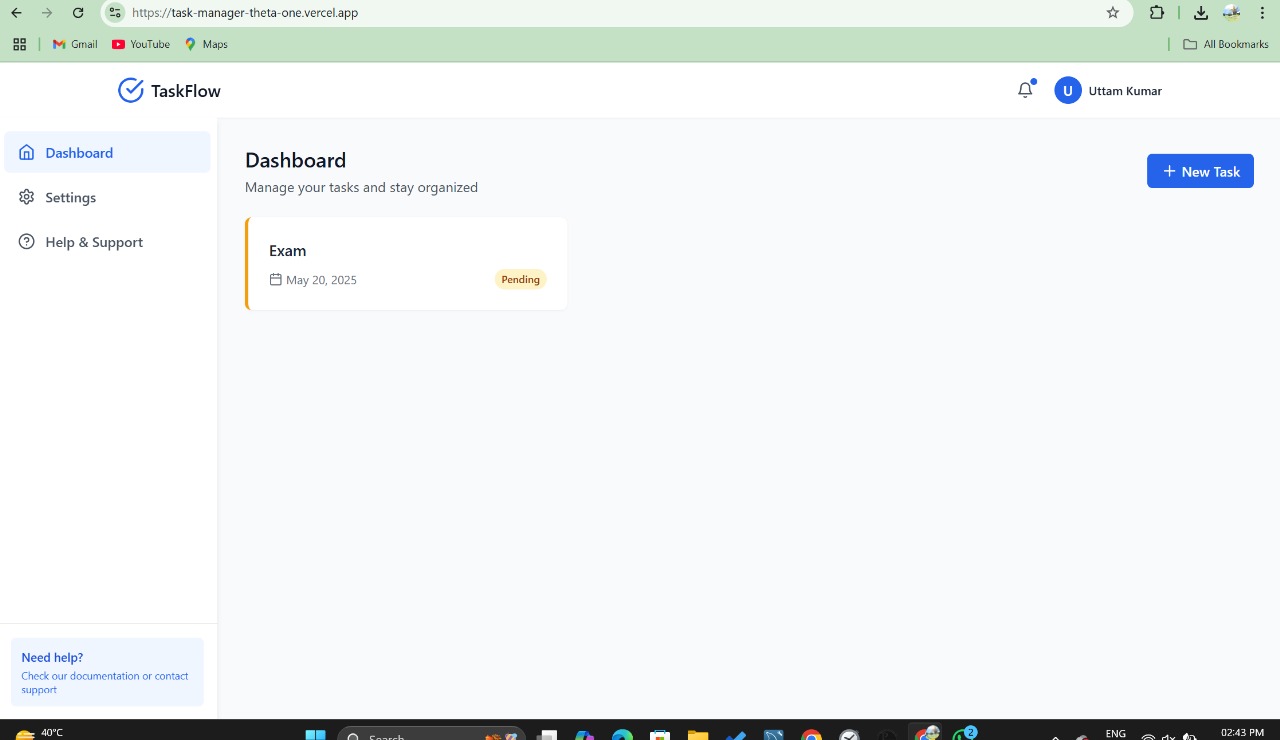 https://task-manager-theta-one.vercel.app
Gmail
YouTube
Maps
All Bookmarks
TaskFlow
U
Uttam Kumar
Dashboard
Settings
Help & Support
Dashboard
Manage your tasks and stay organized
+ New Task
Exam
May 20, 2025
Pending
Need help?
Check our documentation or contact
support
40°C
Search
2
ENG
02:43 PM